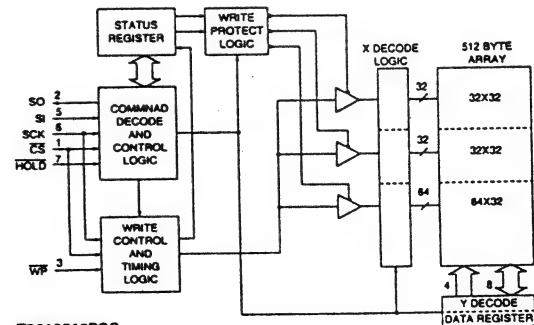 STATUS
REGISTER
WRITE
PROTECT
LOGIC
X DECODE
LOGIC
512 BYTE
ARRAY
SO 2
SI 5
SCK 6
CS 1
HOLD 7
COMMNAD
DECODE
AND
CONTROL
LOGIC
32
32X32
32
32X32
64
64X32
WP 3
WRITE
CONTROL
AND
TIMING
LOGIC
4
8
Y DECODE
DATA REGISTER